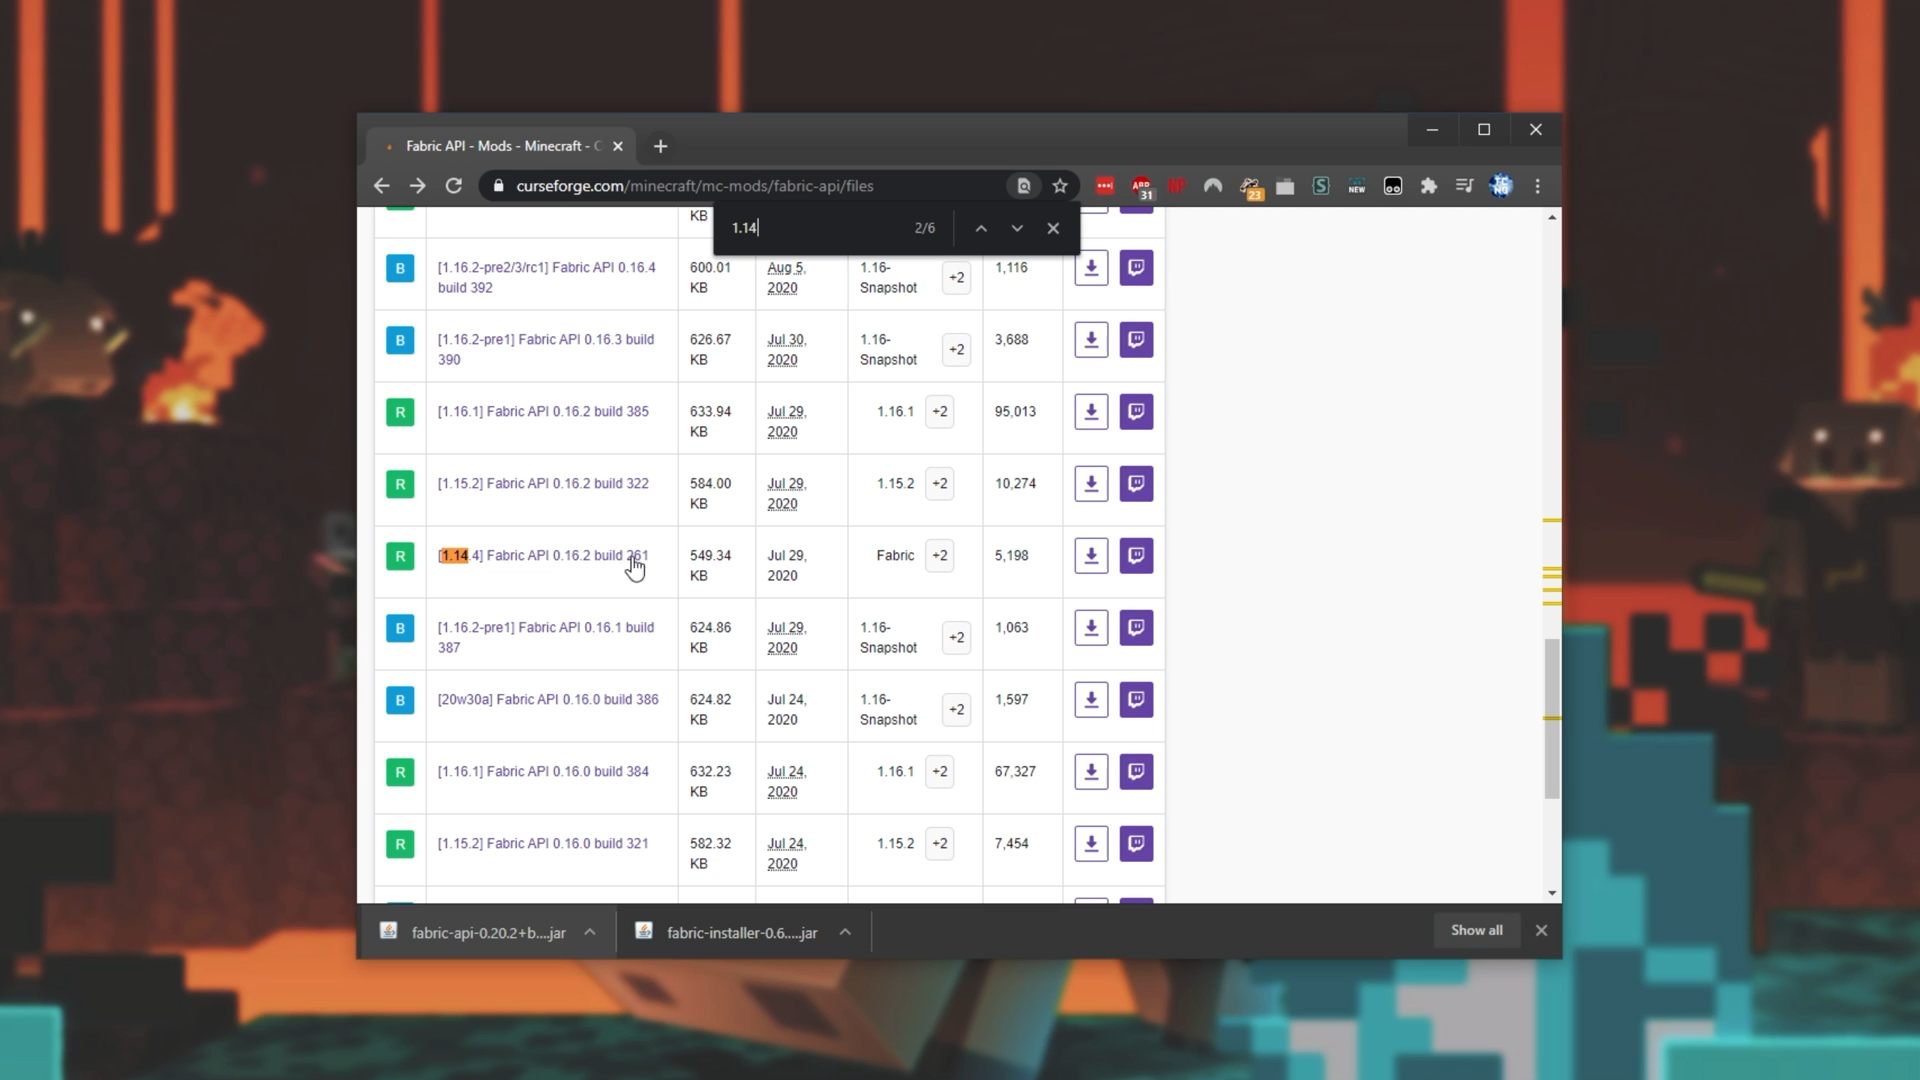 Fabric API - Mods - Minecraft - C
curseforge.com/minecraft/mc-mods/fabric-api/files
ABP 31
23
S
NEW
1.14
2/6
KB
B [1.16.2-pre2/3/rc1] Fabric API 0.16.4 600.01 Aug 5, 1.16- +2 1,116
build 392 KB 2020 Snapshot
B [1.16.2-pre1] Fabric API 0.16.3 build 626.67 Jul 30, 1.16- +2 3,688
390 KB 2020 Snapshot
R [1.16.1] Fabric API 0.16.2 build 385 633.94 Jul 29, 1.16.1 +2 95,013
KB 2020
R [1.15.2] Fabric API 0.16.2 build 322 584.00 Jul 29, 1.15.2 +2 10,274
KB 2020
R [1.14.4] Fabric API 0.16.2 build 261 549.34 Jul 29, Fabric +2 5,198
KB 2020
B [1.16.2-pre1] Fabric API 0.16.1 build 624.86 Jul 29, 1.16- +2 1,063
387 KB 2020 Snapshot
B [20w30a] Fabric API 0.16.0 build 386 624.82 Jul 24, 1.16- +2 1,597
KB 2020 Snapshot
R [1.16.1] Fabric API 0.16.0 build 384 632.23 Jul 24, 1.16.1 +2 67,327
KB 2020
R [1.15.2] Fabric API 0.16.0 build 321 582.32 Jul 24, 1.15.2 +2 7,454
KB 2020
fabric-api-0.20.2+b....jar
fabric-installer-0.6.....jar
Show all